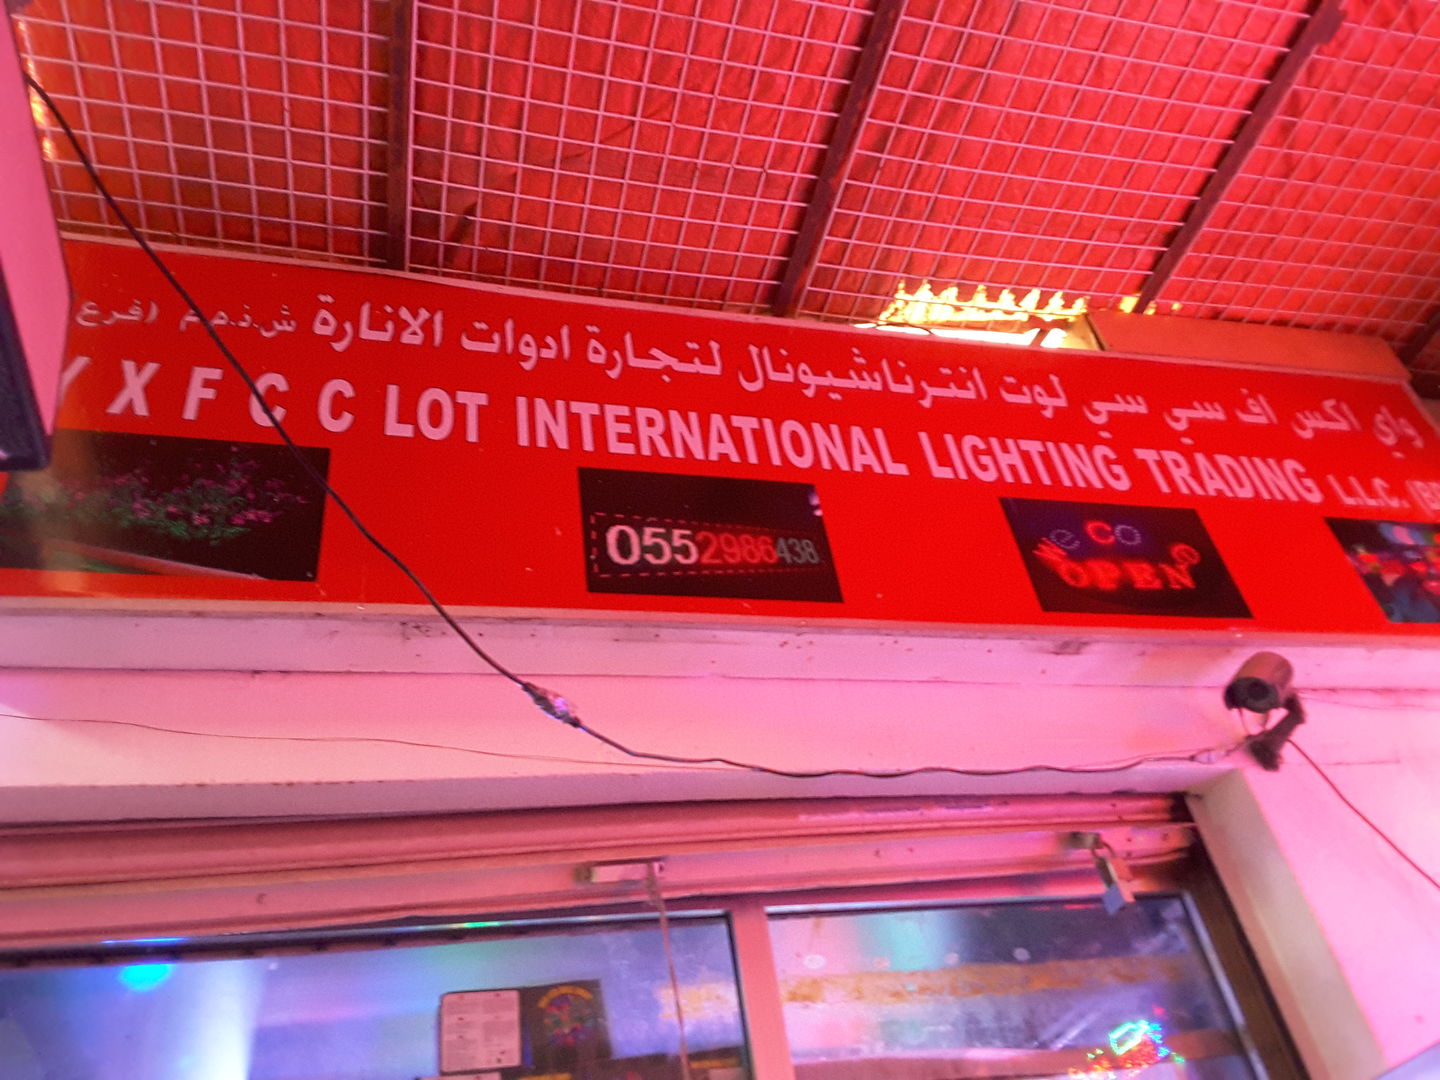 واي اكس اف سي سي لوت انترناشيونال لتجارة ادوات الانارة ش.ذ.م.م (فرع
Y X F C C LOT INTERNATIONAL LIGHTING TRADING L.L.C. (B
0552986438
OPEN